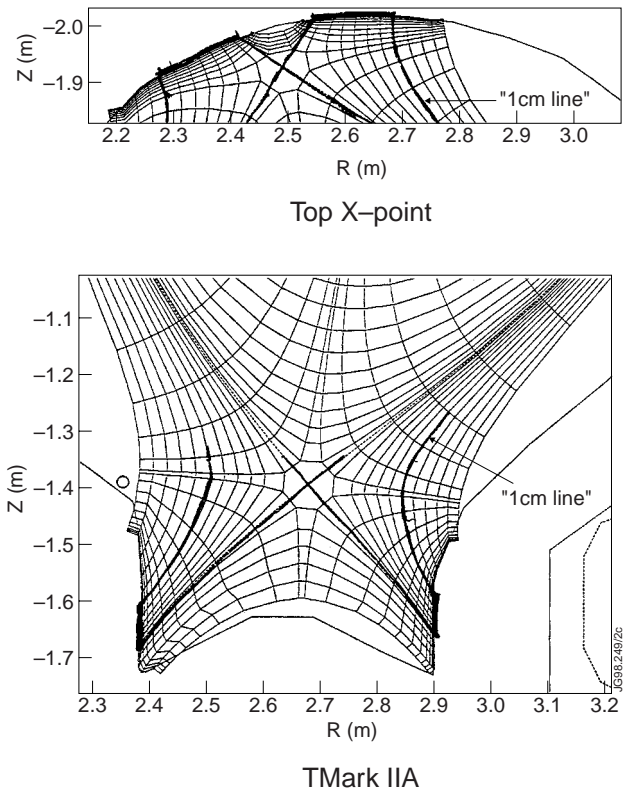 Z (m)
–2.0
–1.9
"1cm line"
2.2 2.3 2.4 2.5 2.6 2.7 2.8 2.9 3.0
R (m)
Top X–point
Z (m)
–1.1
–1.2
–1.3
–1.4
–1.5
–1.6
–1.7
"1cm line"
JG98.249/2c
2.3 2.4 2.5 2.6 2.7 2.8 2.9 3.0 3.1 3.2
R (m)
TMark IIA